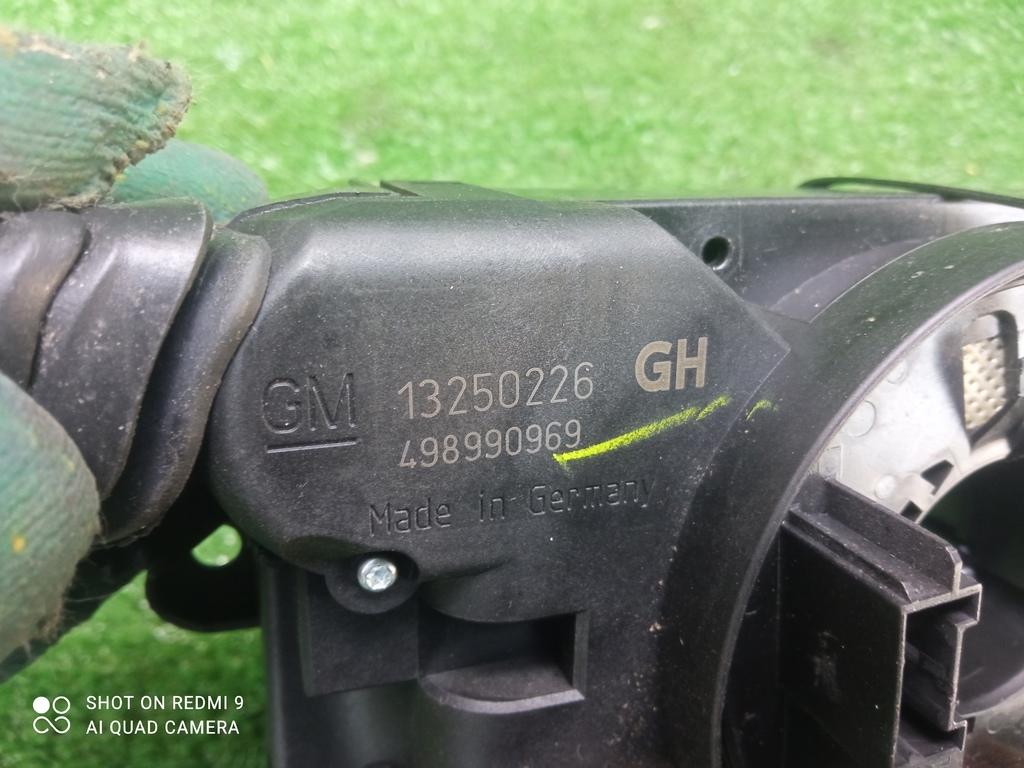 GM 13250226 GH
498990969
Made in Germany
SHOT ON REDMI 9
AI QUAD CAMERA